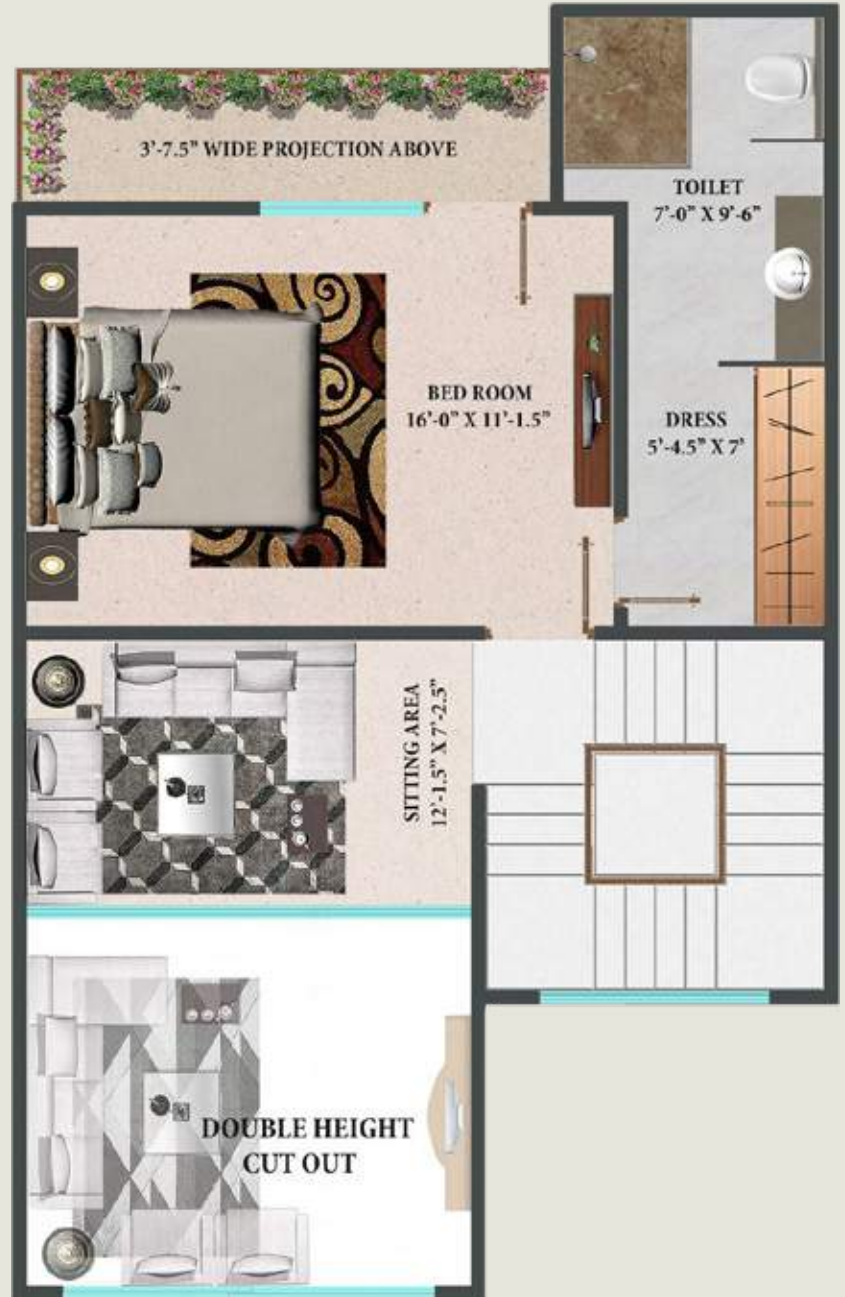 3’-7.5” WIDE PROJECTION ABOVE
TOILET
7’-0” X 9’-6”
BED ROOM
16’-0” X 11’-1.5”
DRESS
5’-4.5” X 7’
SITTING AREA
12’-1.5” X 7’-2.5”
DOUBLE HEIGHT
CUT OUT